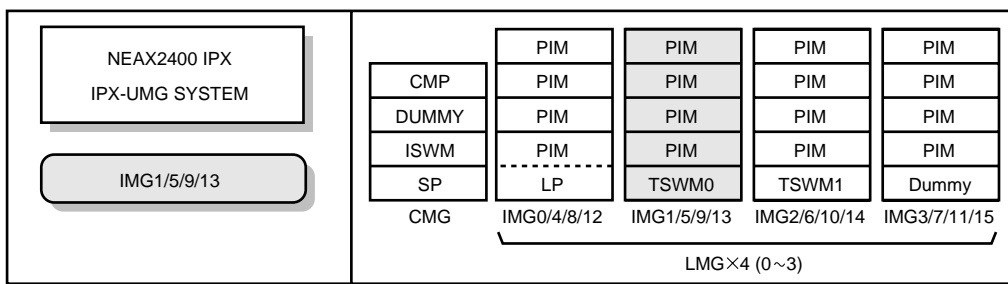 NEAX2400 IPX
IPX-UMG SYSTEM
IMG1/5/9/13
PIM PIM PIM PIM
CMP PIM PIM PIM PIM
DUMMY PIM PIM PIM PIM
ISWM PIM PIM PIM PIM
SP LP TSWM0 TSWM1 Dummy
CMG IMG0/4/8/12 IMG1/5/9/13 IMG2/6/10/14 IMG3/7/11/15
LMG×4 (0~3)